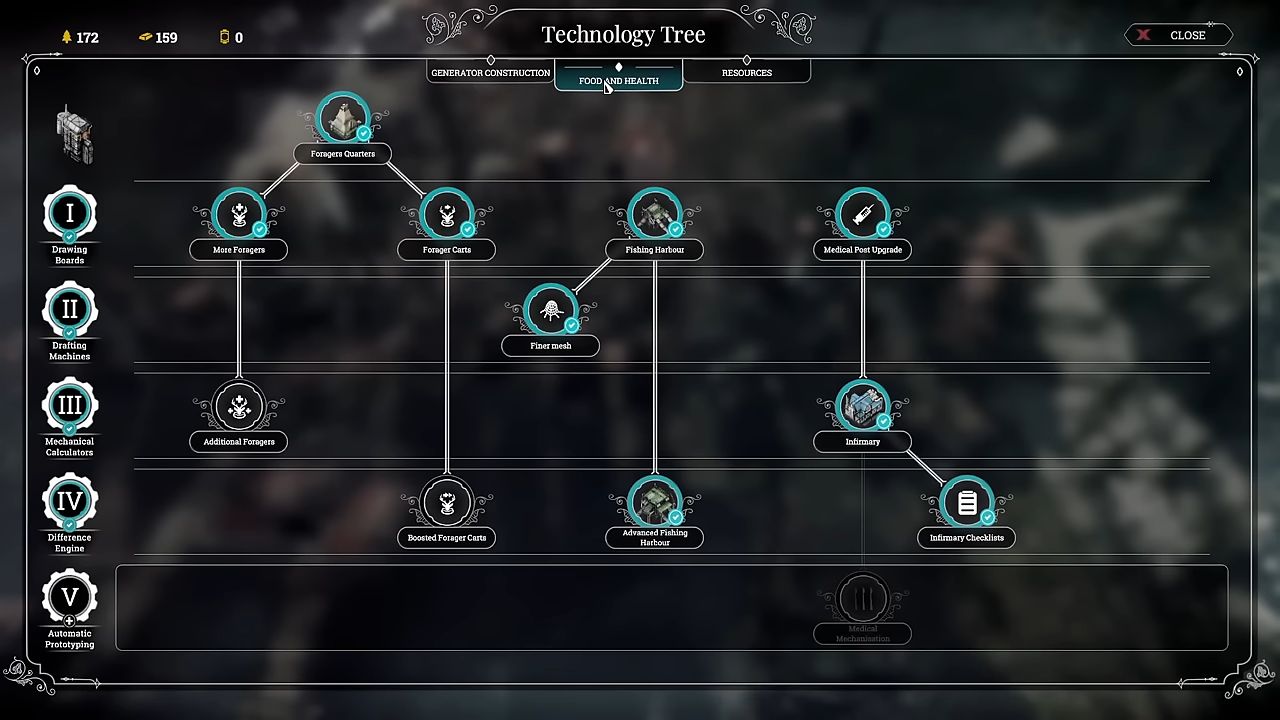 172
159
0
Technology Tree
CLOSE
GENERATOR CONSTRUCTION
FOOD AND HEALTH
RESOURCES
Foragers Quarters
I
Drawing
Boards
More Foragers
Forager Carts
Fishing Harbour
Medical Post Upgrade
II
Drafting
Machines
Finer mesh
III
Mechanical
Calculators
Additional Foragers
Infirmary
IV
Difference
Engine
Boosted Forager Carts
Advanced Fishing
Harbour
Infirmary Checklists
V
Automatic
Prototyping
Medical
Mechanisation